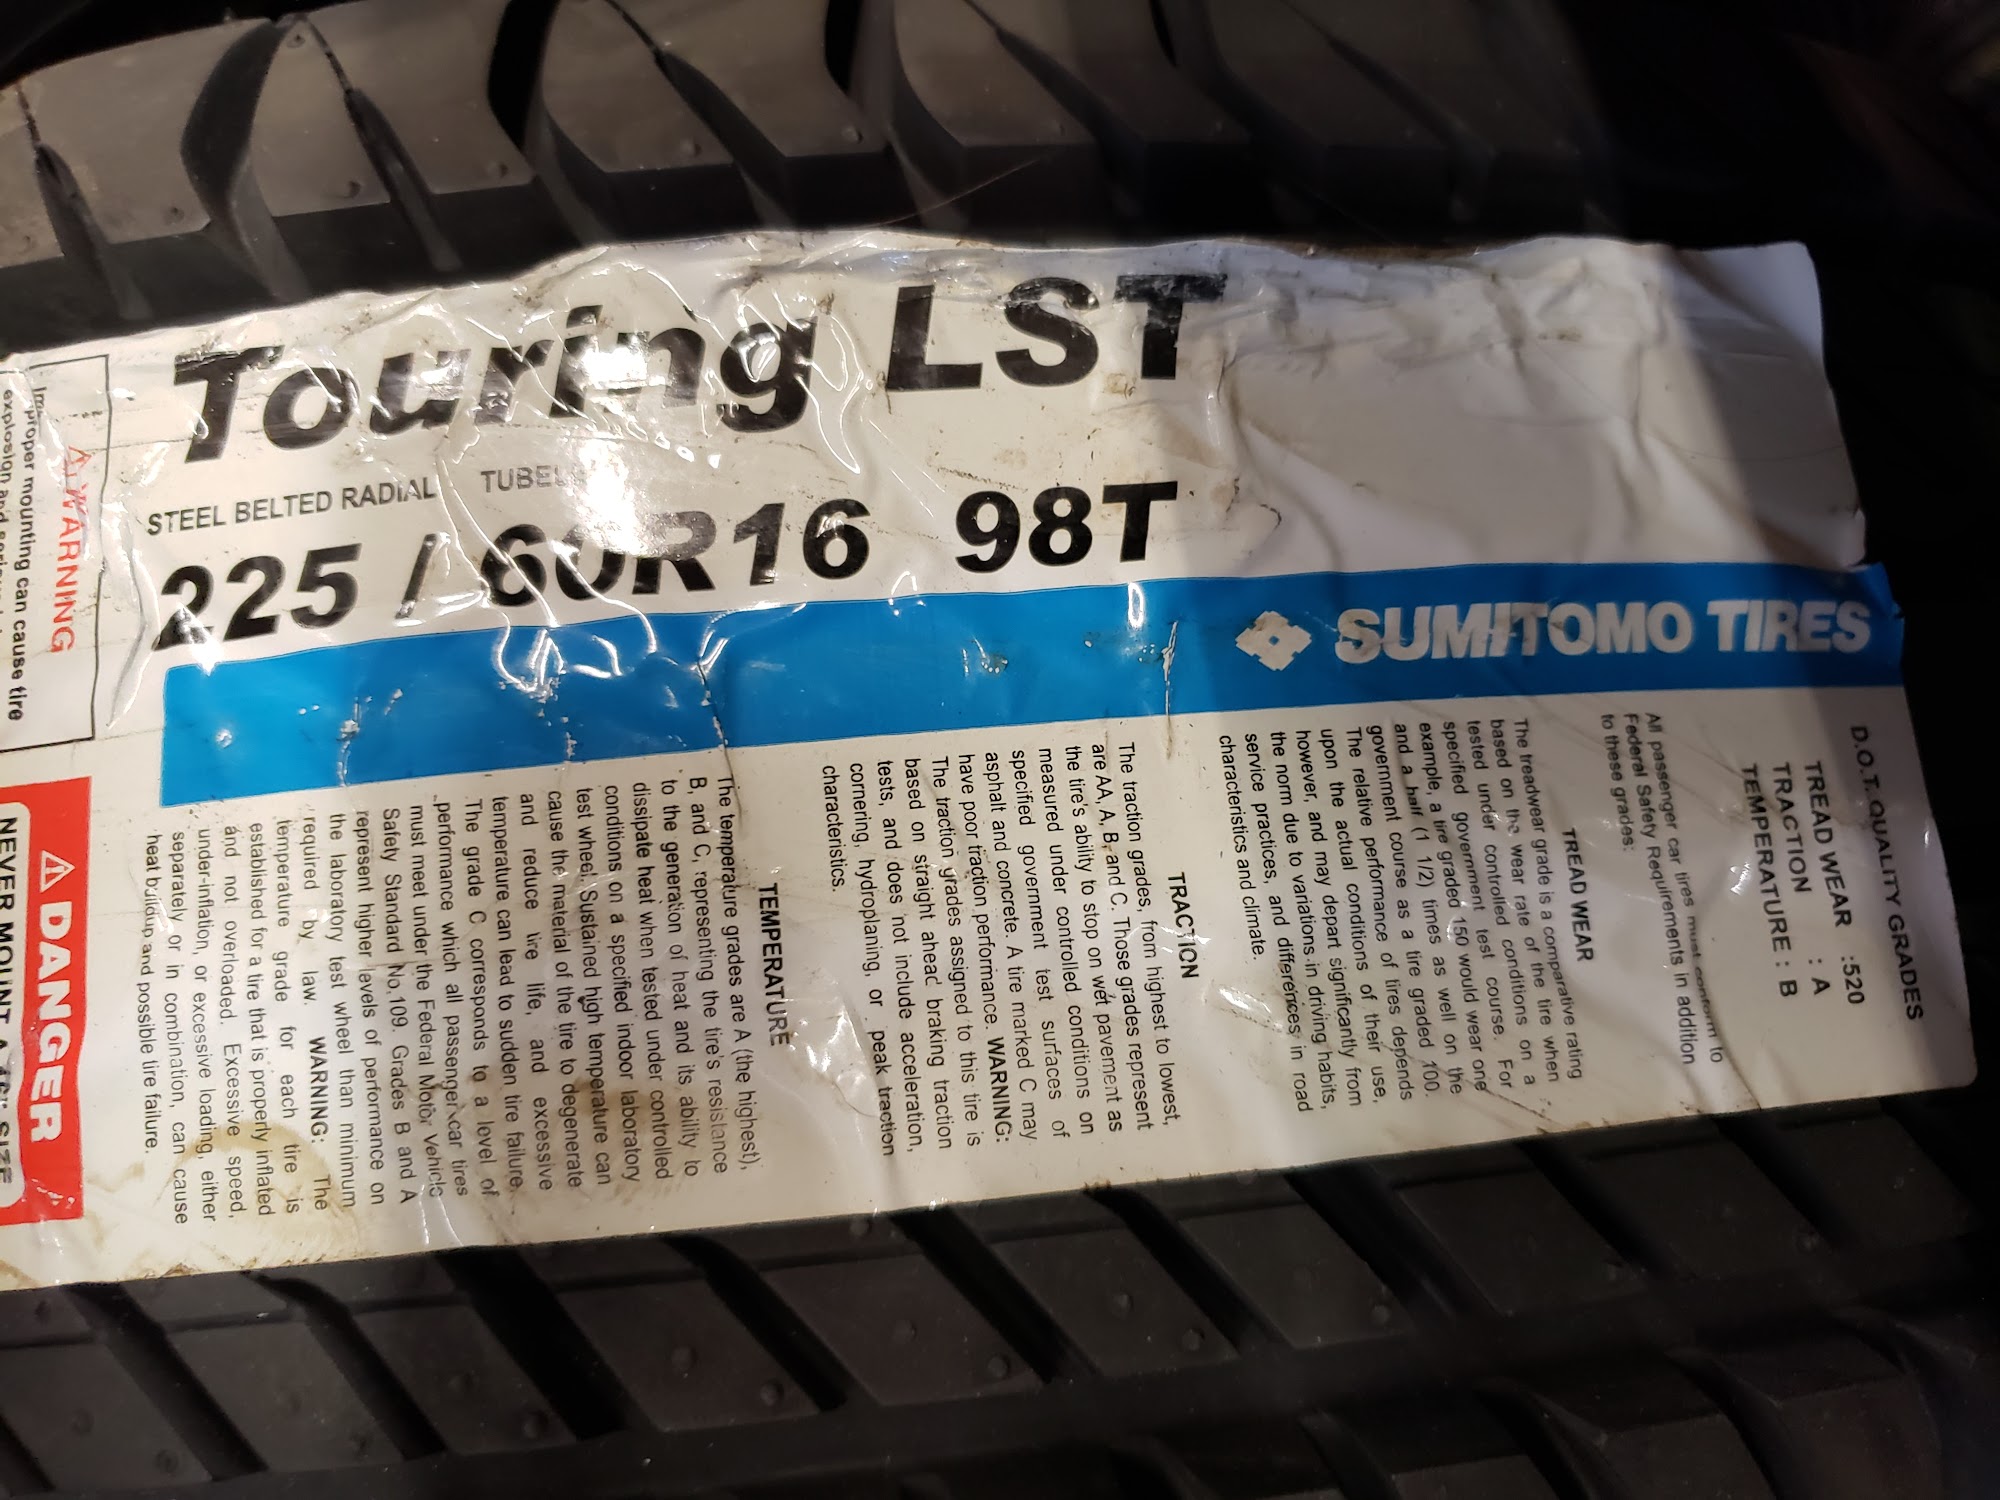 Touring LST
STEEL BELTED RADIAL
225 / 60R16 98T
SUMITOMO TIRES
D.O.T. QUALITY GRADES
TREAD WEAR :520
TRACTION : A
TEMPERATURE : B
All passenger car tires must conform to
Federal Safety Requirements in addition
to these grades:
TREAD WEAR
The treadwear grade is a comparative rating
based on the wear rate of the tire when
tested under controlled conditions on a
specified government test course. For
example, a tire graded 150 would wear one
and a half (1 1/2) times as well on the
government course as a tire graded 100.
The relative performance of tires depends
upon the actual conditions of their use,
however, and may depart significantly from
the norm due to variations in driving habits,
service practices, and differences in road
characteristics and climate.
TRACTION
The traction grades, from highest to lowest,
are AA, A, B, and C. Those grades represent
the tire's ability to stop on wet pavement as
measured under controlled conditions on
specified government test surfaces of
asphalt and concrete. A tire marked C may
have poor traction performance. WARNING:
The traction grades assigned to this tire is
based on straight ahead braking traction
tests, and does not include acceleration,
cornering, hydroplaning, or peak traction
characteristics.
TEMPERATURE
The temperature grades are A (the highest),
B, and C, representing the tire's resistance
to the generation of heat and its ability to
dissipate heat when tested under controlled
conditions on a specified indoor laboratory
test wheel. Sustained high temperature can
cause the material of the tire to degenerate
and reduce tire life, and excessive
temperature can lead to sudden tire failure.
The grade C corresponds to a level of
performance which all passenger car tires
must meet under the Federal Motor Vehicle
Safety Standard No.109. Grades B and A
represent higher levels of performance on
the laboratory test wheel than minimum
required by law. WARNING: The
temperature grade for each tire is
established for a tire that is properly inflated
and not overloaded. Excessive speed,
under-inflation, or excessive loading, either
separately or in combination, can cause
heat buildup and possible tire failure.
WARNING
Improper mounting can cause tire
explosion and
DANGER
NEVER MOUNT A